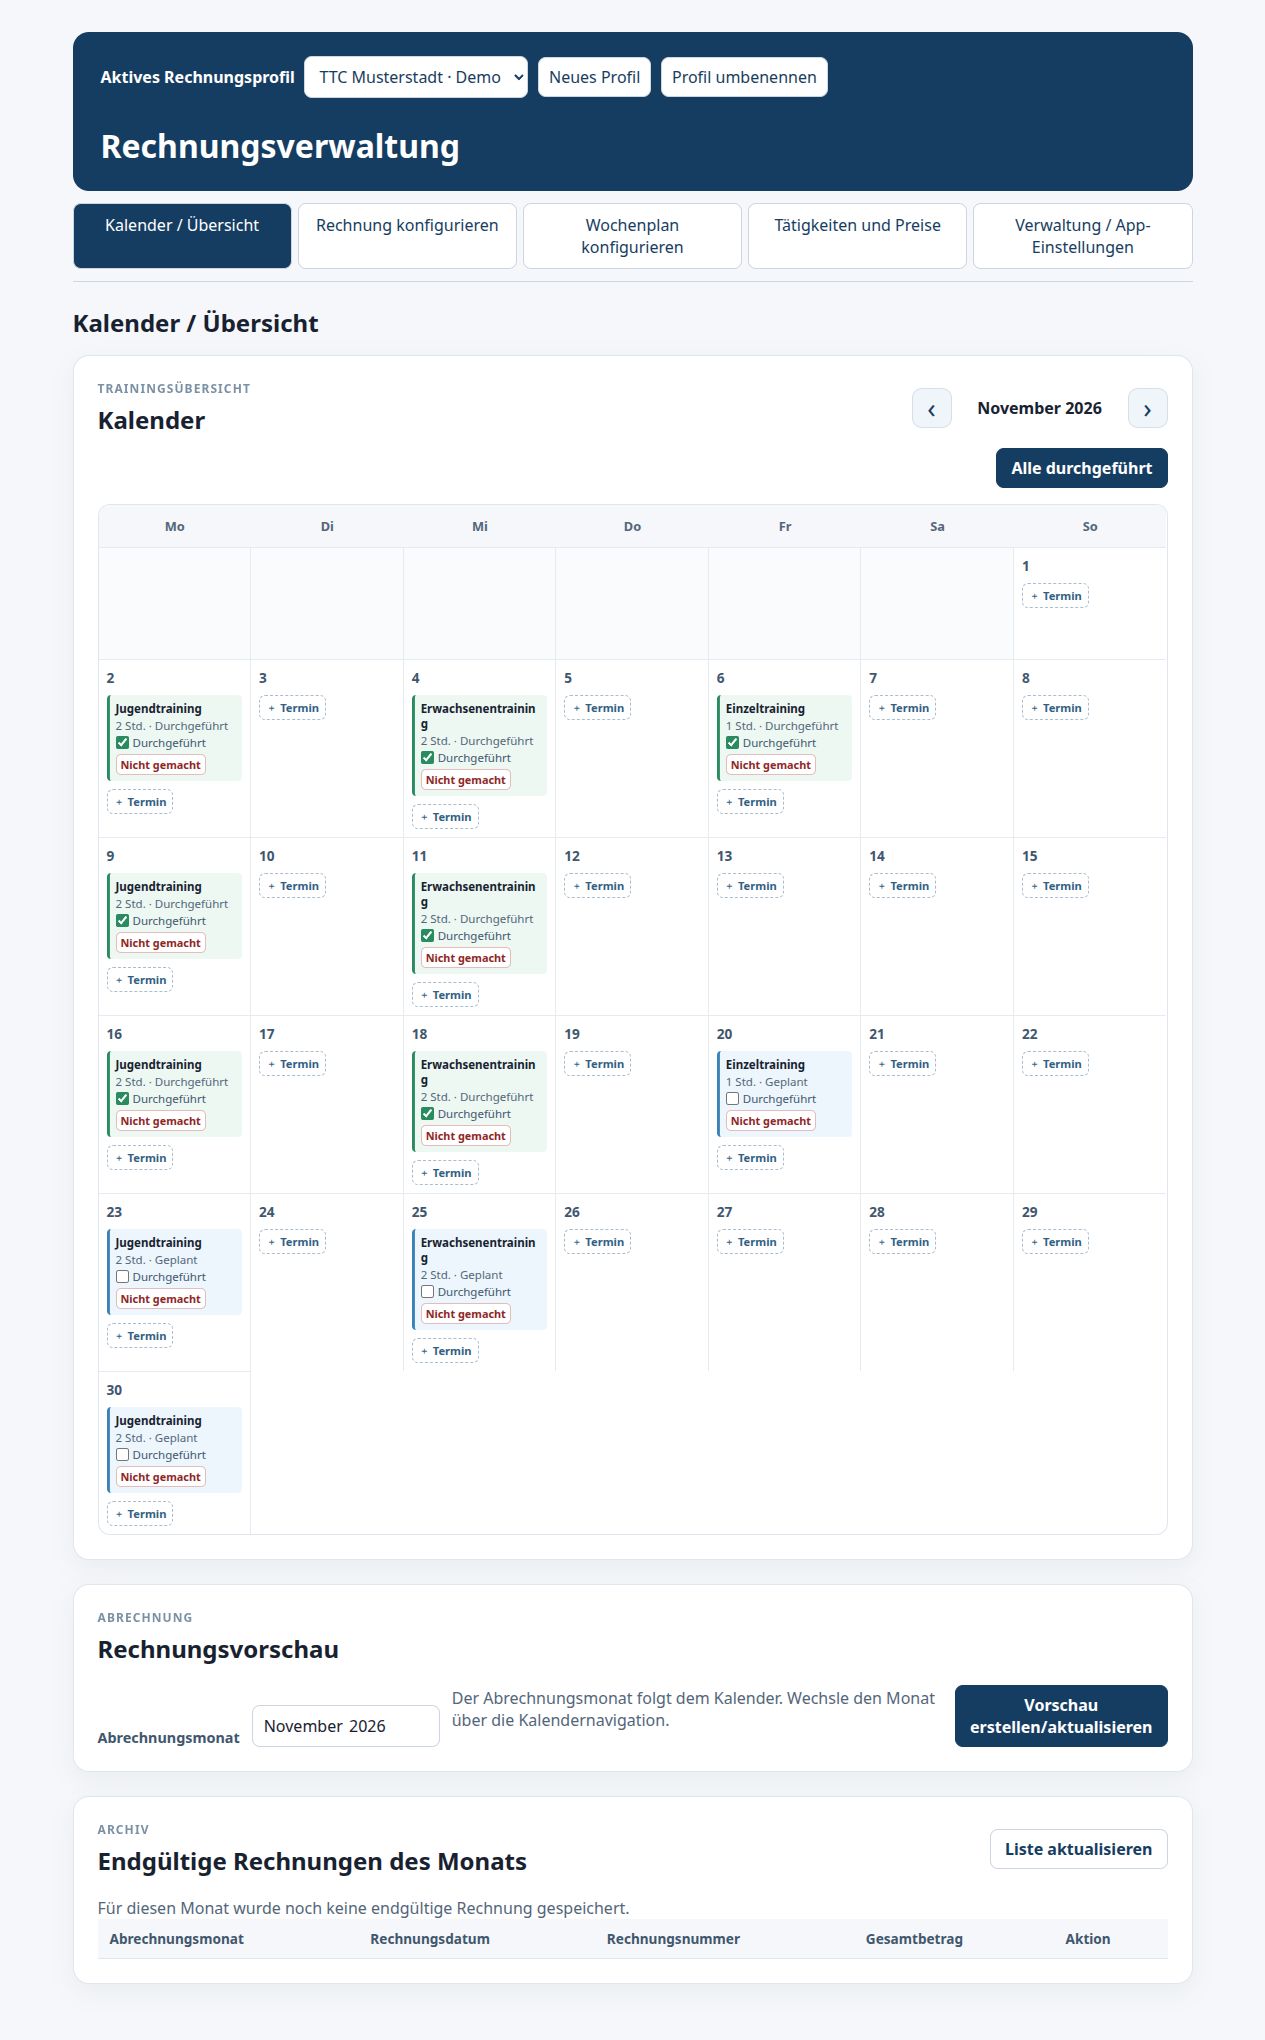 Aktives Rechnungsprofil TTC Musterstadt · Demo Neues Profil Profil umbenennen
Rechnungsverwaltung
Kalender / Übersicht
Rechnung konfigurieren
Wochenplan
konfigurieren
Tätigkeiten und Preise
Verwaltung / App-
Einstellungen
Kalender / Übersicht
TRAININGSÜBERSICHT
Kalender
‹ November 2026 ›
Alle durchgeführt
Mo Di Mi Do Fr Sa So
1
+ Termin
2
Jugendtraining
2 Std. · Durchgeführt
Durchgeführt
Nicht gemacht
+ Termin
3
+ Termin
4
Erwachsenentrainin
g
2 Std. · Durchgeführt
Durchgeführt
Nicht gemacht
+ Termin
5
+ Termin
6
Einzeltraining
1 Std. · Durchgeführt
Durchgeführt
Nicht gemacht
+ Termin
7
+ Termin
8
+ Termin
9
Jugendtraining
2 Std. · Durchgeführt
Durchgeführt
Nicht gemacht
+ Termin
10
+ Termin
11
Erwachsenentrainin
g
2 Std. · Durchgeführt
Durchgeführt
Nicht gemacht
+ Termin
12
+ Termin
13
+ Termin
14
+ Termin
15
+ Termin
16
Jugendtraining
2 Std. · Durchgeführt
Durchgeführt
Nicht gemacht
+ Termin
17
+ Termin
18
Erwachsenentrainin
g
2 Std. · Durchgeführt
Durchgeführt
Nicht gemacht
+ Termin
19
+ Termin
20
Einzeltraining
1 Std. · Geplant
Durchgeführt
Nicht gemacht
+ Termin
21
+ Termin
22
+ Termin
23
Jugendtraining
2 Std. · Geplant
Durchgeführt
Nicht gemacht
+ Termin
24
+ Termin
25
Erwachsenentrainin
g
2 Std. · Geplant
Durchgeführt
Nicht gemacht
+ Termin
26
+ Termin
27
+ Termin
28
+ Termin
29
+ Termin
30
Jugendtraining
2 Std. · Geplant
Durchgeführt
Nicht gemacht
+ Termin
ABRECHNUNG
Rechnungsvorschau
Abrechnungsmonat November 2026
Der Abrechnungsmonat folgt dem Kalender. Wechsle den Monat
über die Kalendernavigation.
Vorschau
erstellen/aktualisieren
ARCHIV
Endgültige Rechnungen des Monats
Liste aktualisieren
Für diesen Monat wurde noch keine endgültige Rechnung gespeichert.
Abrechnungsmonat Rechnungsdatum Rechnungsnummer Gesamtbetrag Aktion